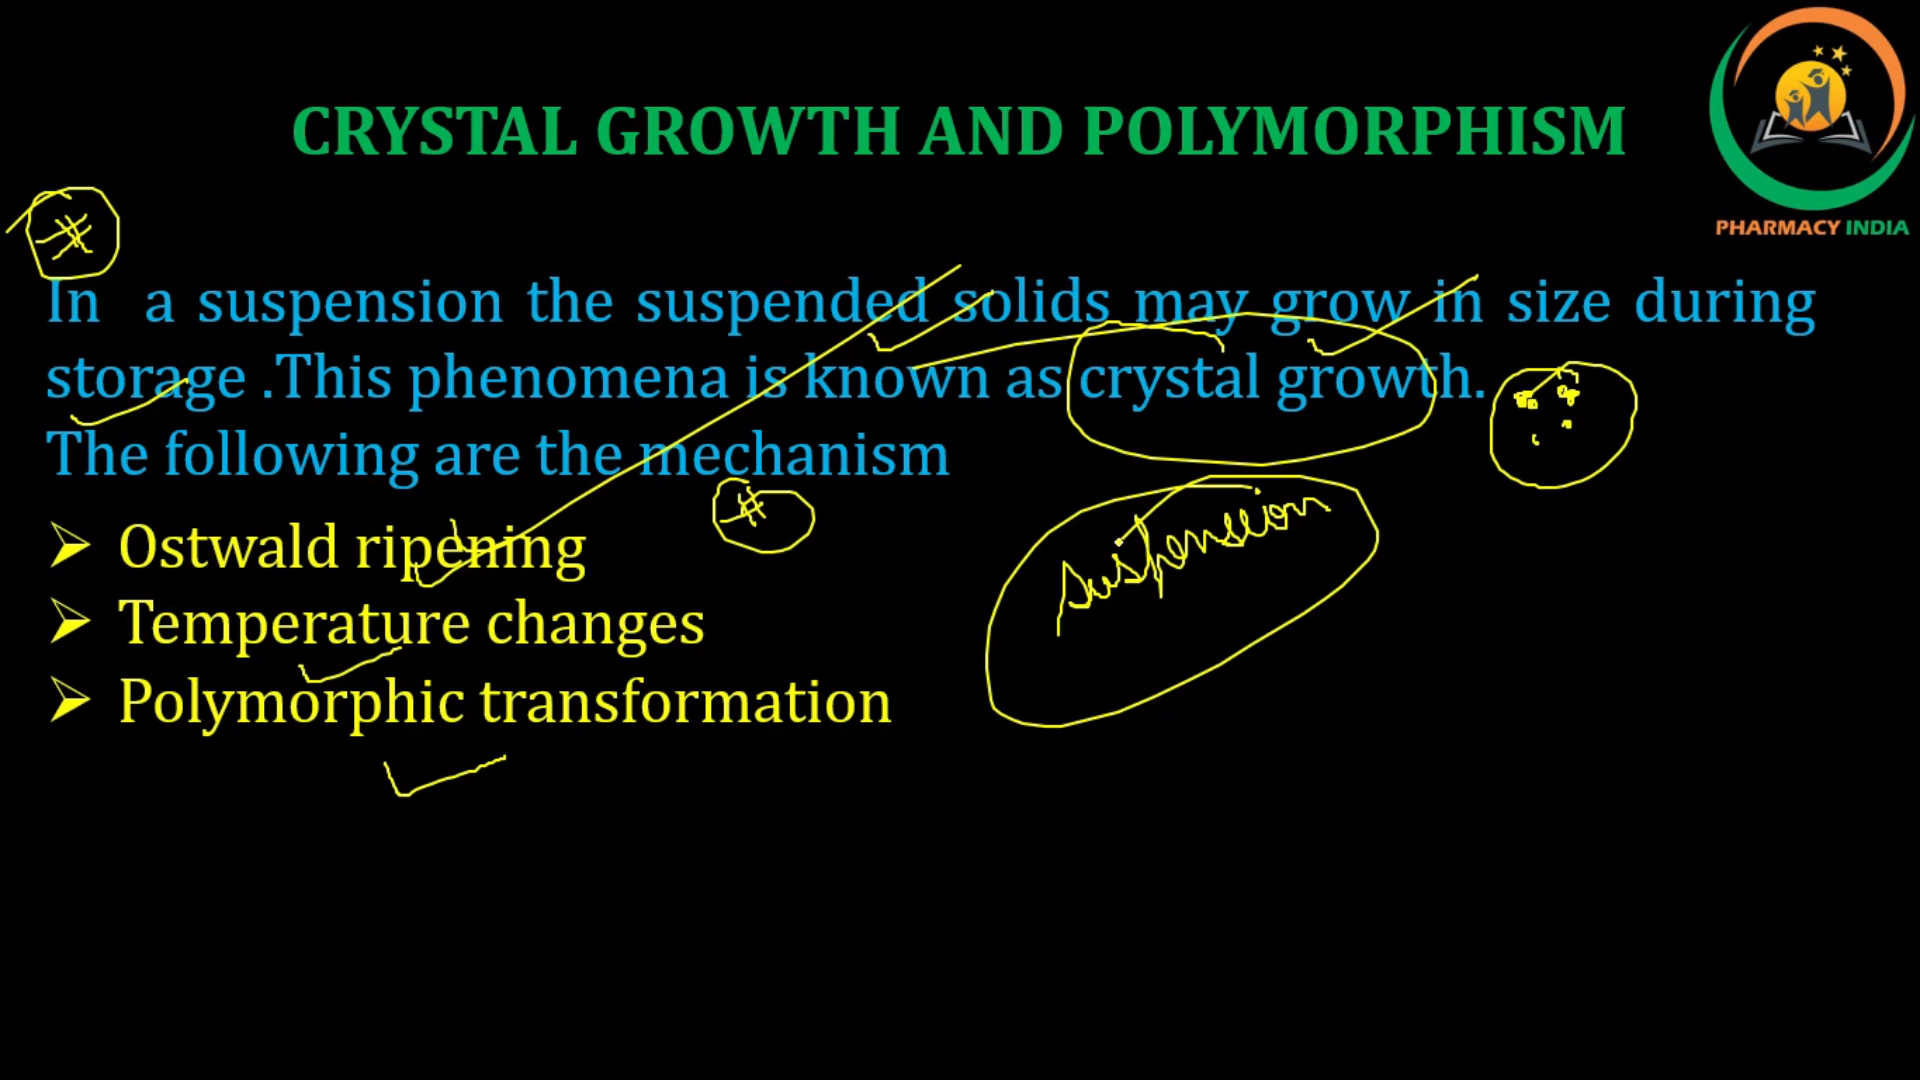 CRYSTAL GROWTH AND POLYMORPHISM
PHARMACY INDIA
In a suspension the suspended solids may grow in size during
storage .This phenomena is known as crystal growth.
The following are the mechanism
Ostwald ripening
Temperature changes
Polymorphic transformation
suspension